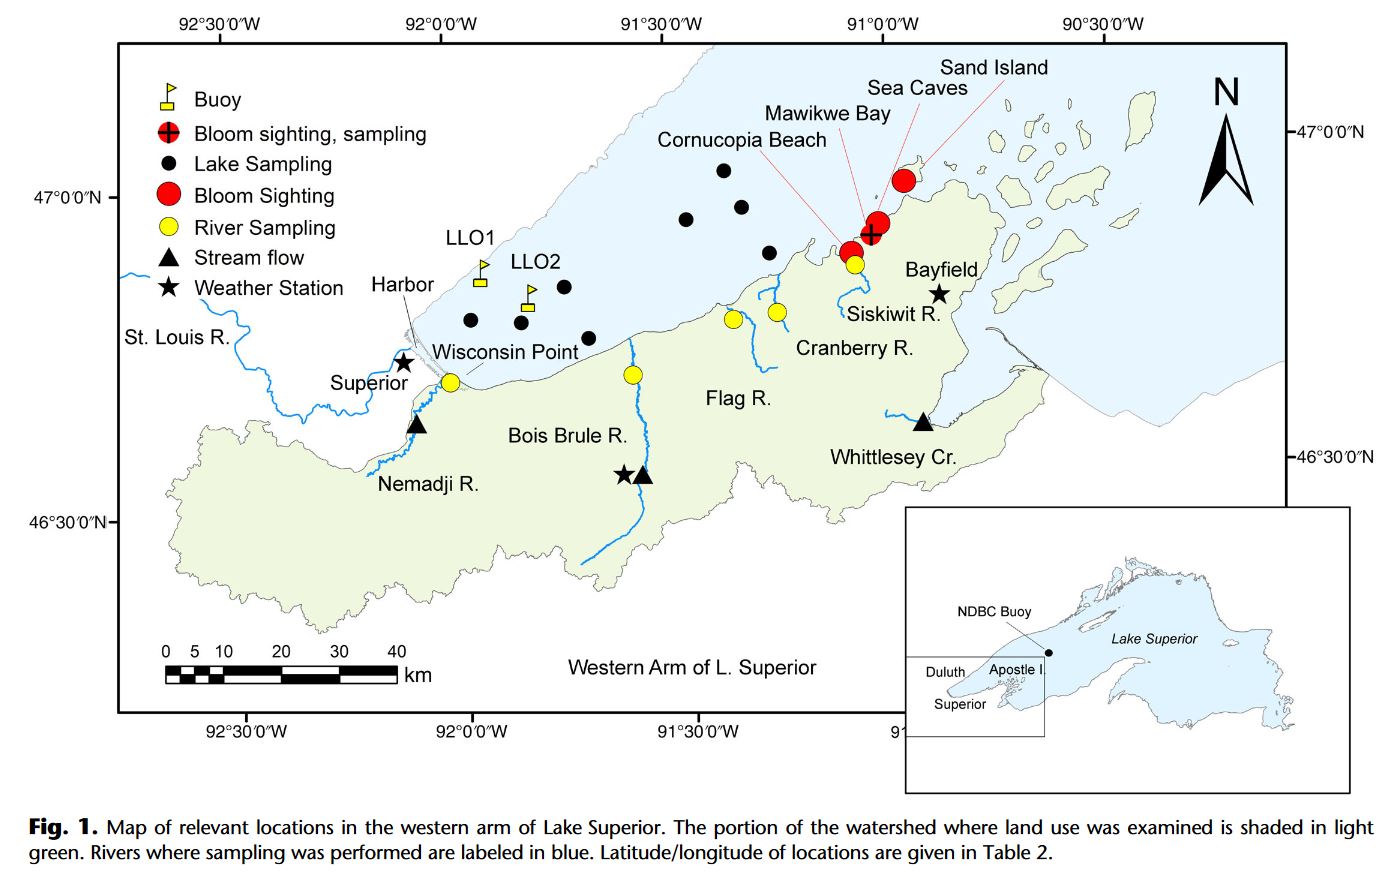 92°30'0"W 92°0'0"W 91°30'0"W 91°0'0"W 90°30'0"W
Sand Island
Sea Caves
Mawikwe Bay
Cornucopia Beach
N
Buoy
Bloom sighting, sampling
Lake Sampling
Bloom Sighting
River Sampling
Stream flow
Weather Station
47°0'0"N
47°0'0"N
LLO1
LLO2
Harbor
Bayfield
St. Louis R.
Siskiwit R.
Wisconsin Point
Cranberry R.
Superior
Flag R.
Bois Brule R.
Whittlesey Cr.
46°30'0"N
Nemadji R.
46°30'0"N
NDBC Buoy
Lake Superior
Duluth
Apostle I.
Superior
0 5 10 20 30 40
km
Western Arm of L. Superior
92°30'0"W 92°0'0"W 91°30'0"W 91
Fig. 1. Map of relevant locations in the western arm of Lake Superior. The portion of the watershed where land use was examined is shaded in light
green. Rivers where sampling was performed are labeled in blue. Latitude/longitude of locations are given in Table 2.